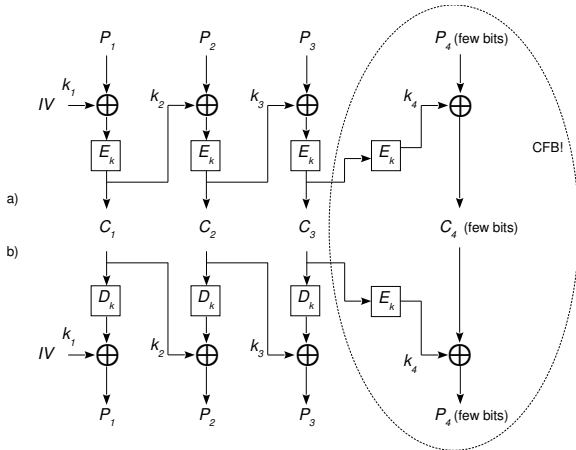 P1 P2 P3 P4 (few bits)
k1 k2 k3 k4
IV
Ek Ek Ek Ek
CFB!
a)
C1 C2 C3 C4 (few bits)
b)
Dk Dk Dk Ek
k1 k2 k3 k4
IV
P1 P2 P3 P4 (few bits)